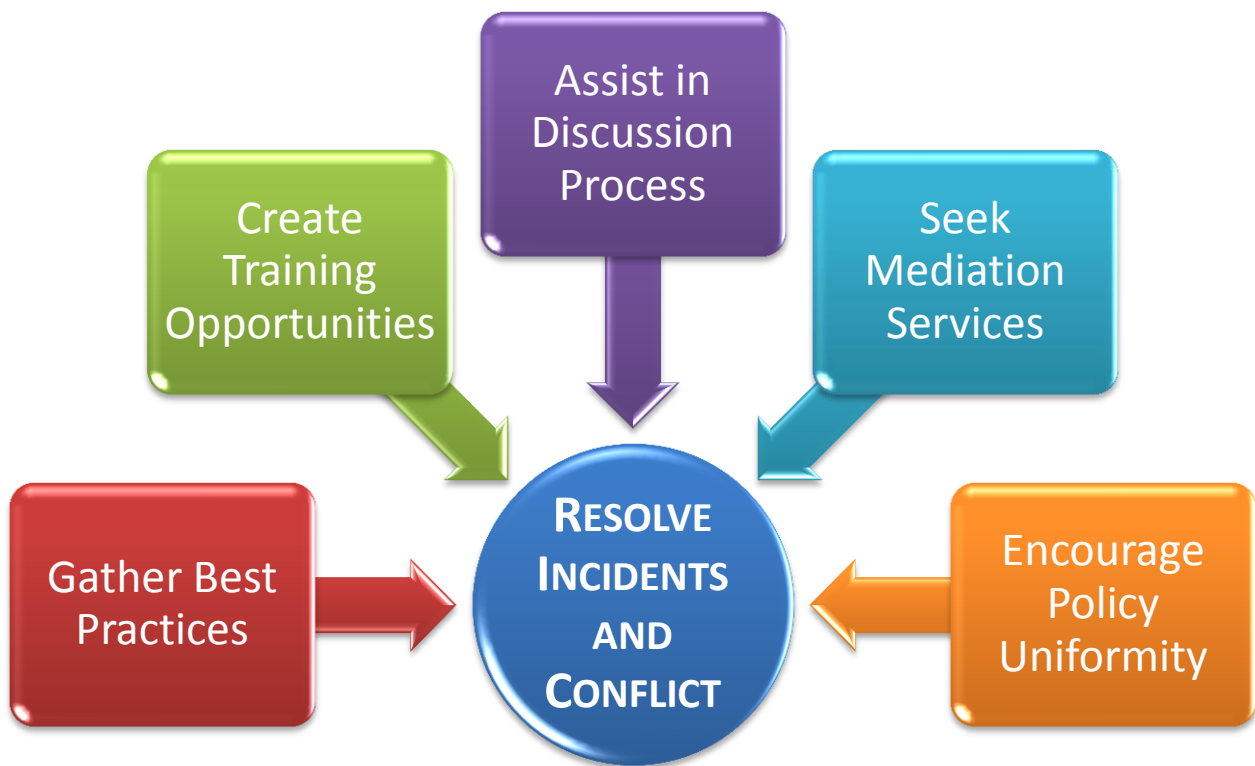 Assist in
Discussion
Process
Create
Training
Opportunities
Seek
Mediation
Services
Gather Best
Practices
RESOLVE
INCIDENTS
AND
CONFLICT
Encourage
Policy
Uniformity